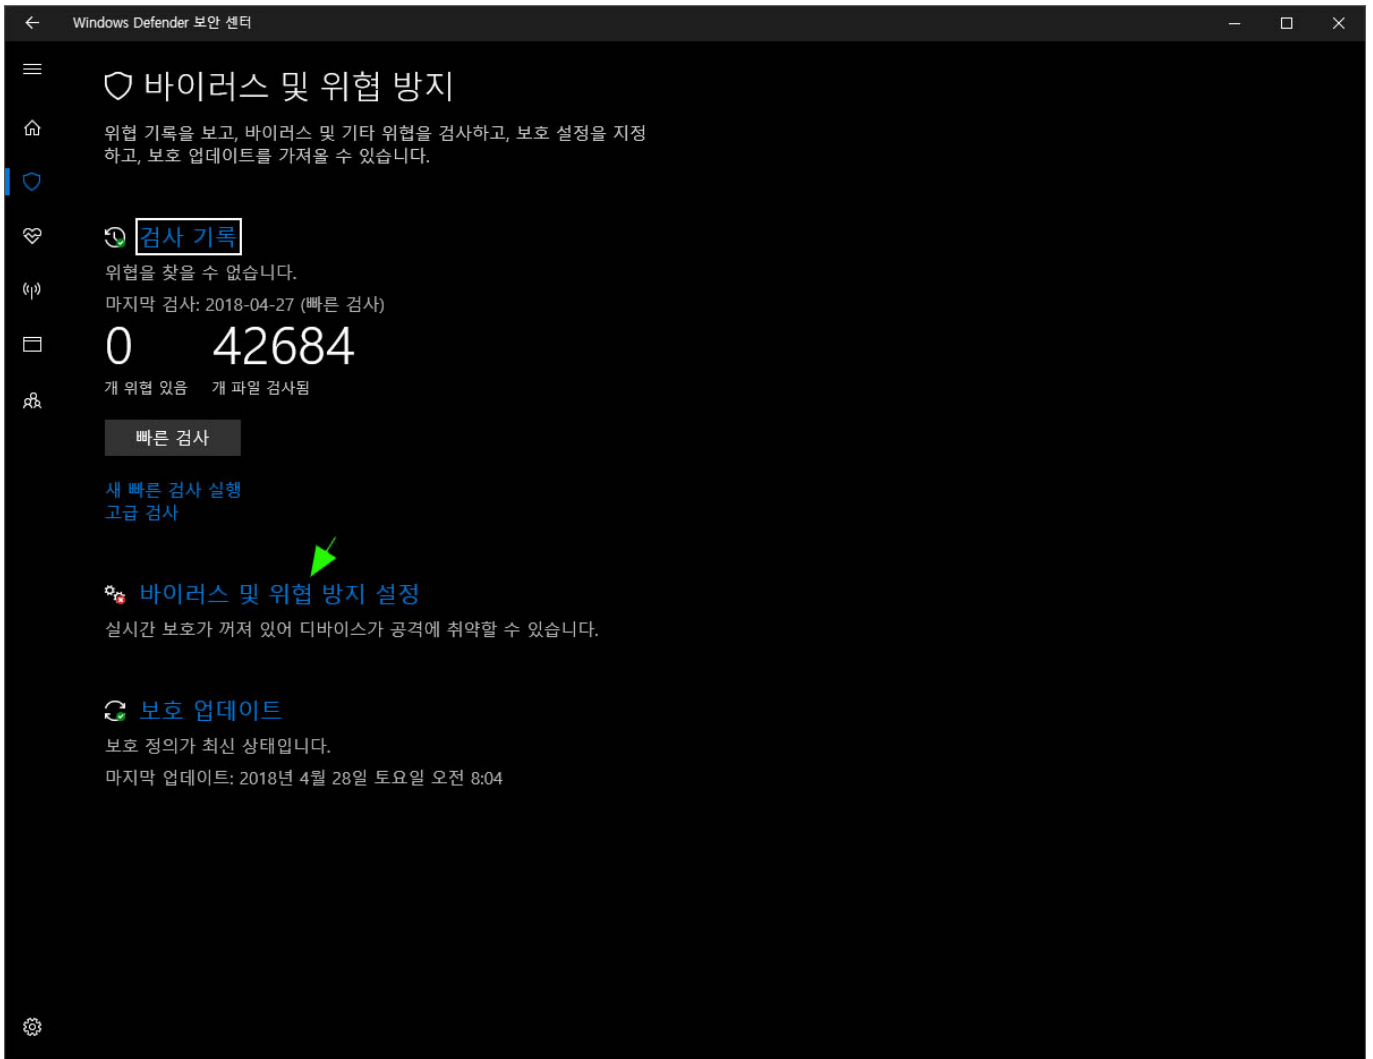 Windows Defender 보안 센터
바이러스 및 위협 방지
위협 기록을 보고, 바이러스 및 기타 위협을 검사하고, 보호 설정을 지정
하고, 보호 업데이트를 가져올 수 있습니다.
검사 기록
위협을 찾을 수 없습니다.
마지막 검사: 2018-04-27 (빠른 검사)
0 42684
개 위협 있음 개 파일 검사됨
빠른 검사
새 빠른 검사 실행
고급 검사
바이러스 및 위협 방지 설정
실시간 보호가 꺼져 있어 디바이스가 공격에 취약할 수 있습니다.
보호 업데이트
보호 정의가 최신 상태입니다.
마지막 업데이트: 2018년 4월 28일 토요일 오전 8:04